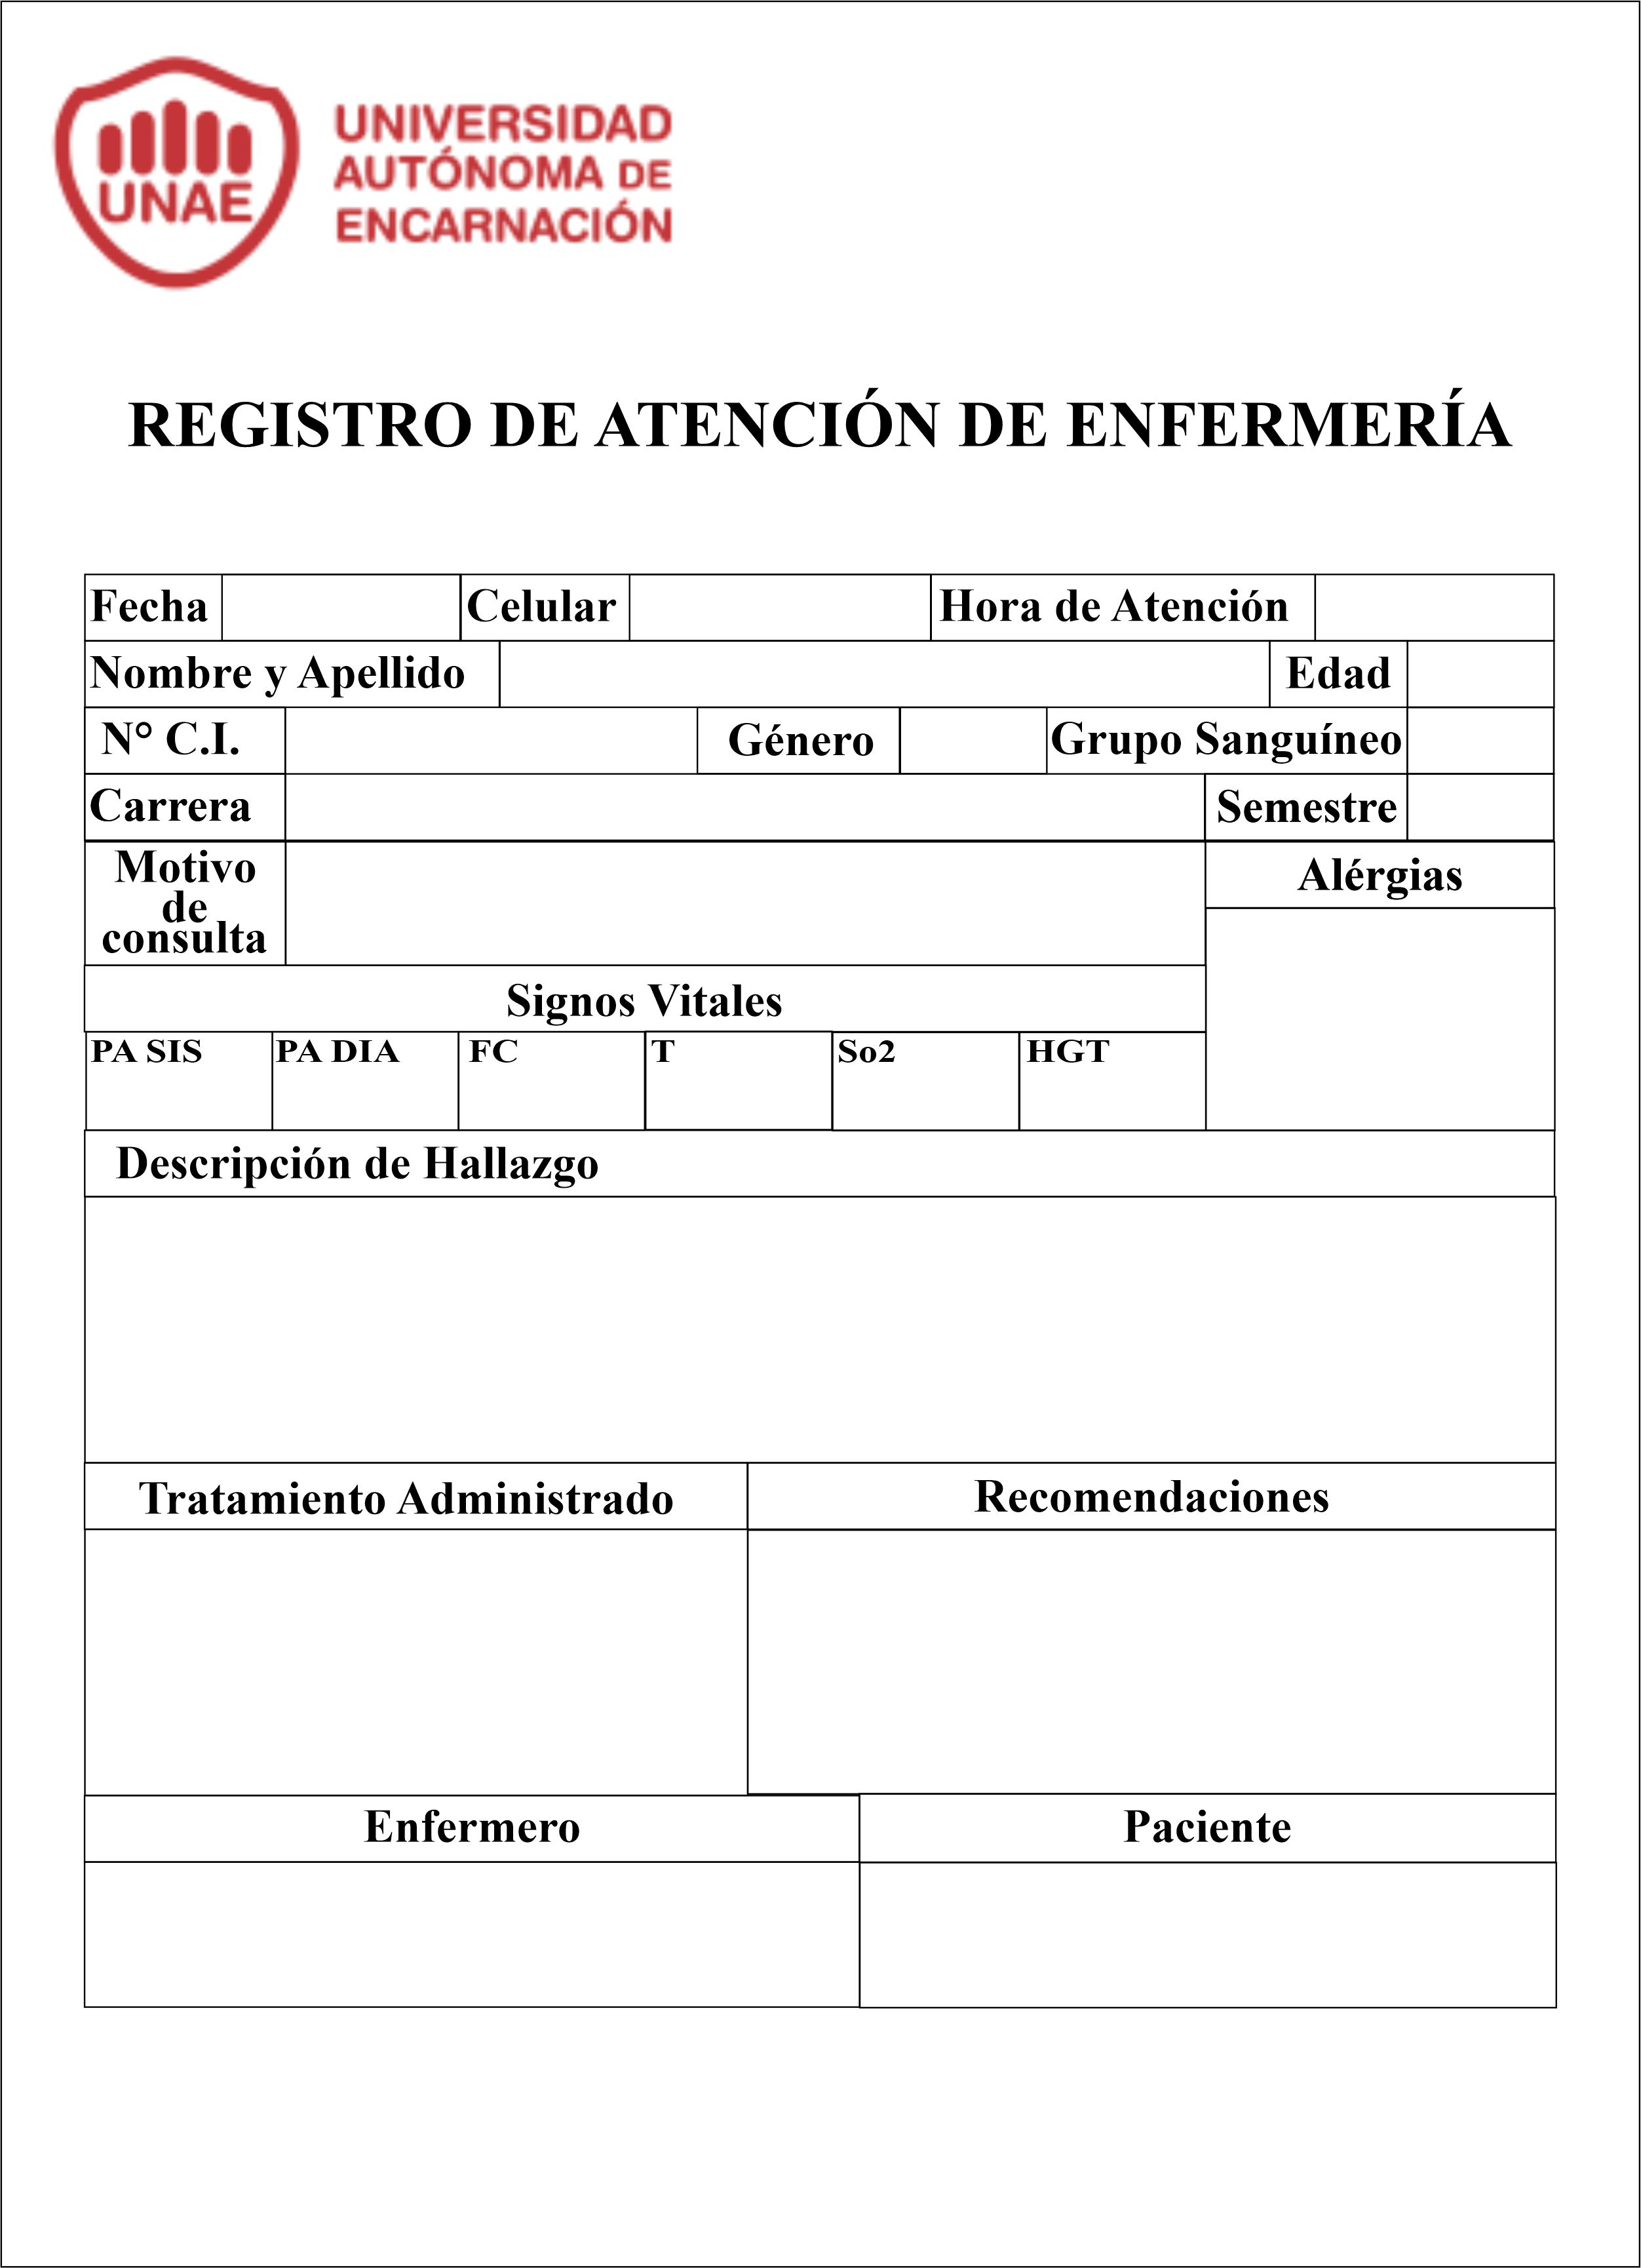 UNAE
UNIVERSIDAD
AUTÓNOMA DE
ENCARNACIÓN
REGISTRO DE ATENCIÓN DE ENFERMERÍA
Fecha Celular Hora de Atención
Nombre y Apellido Edad
N° C.I. Género Grupo Sanguíneo
Carrera Semestre
Motivo
de
consulta
Alérgias
Signos Vitales
PA SIS PA DIA FC T So2 HGT
Descripción de Hallazgo
Tratamiento Administrado Recomendaciones
Enfermero Paciente